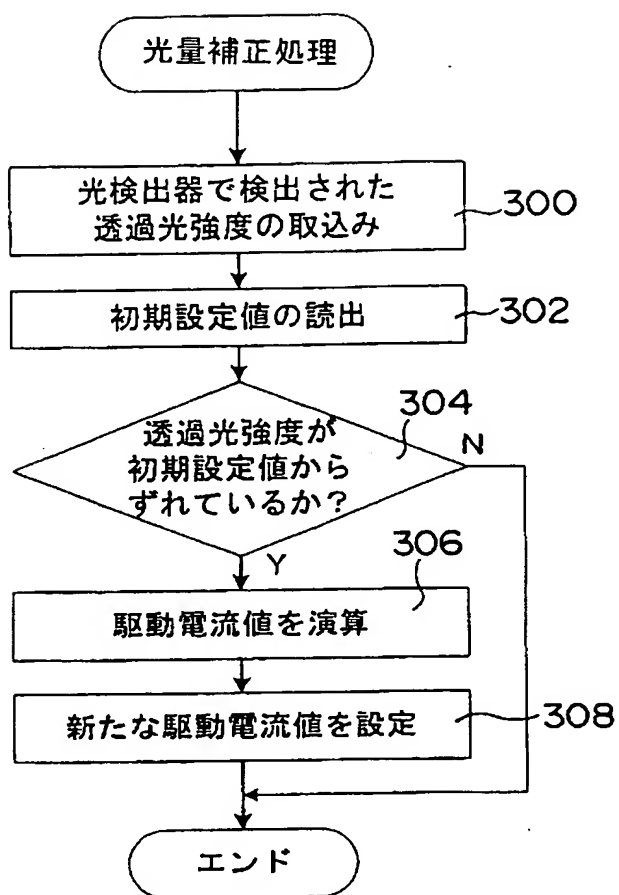 光量補正処理
光検出器で検出された
透過光強度の取込み
300
初期設定値の読出
302
透過光強度が
初期設定値から
ずれているか？
304
N
Y
306
駆動電流値を演算
新たな駆動電流値を設定
308
エンド